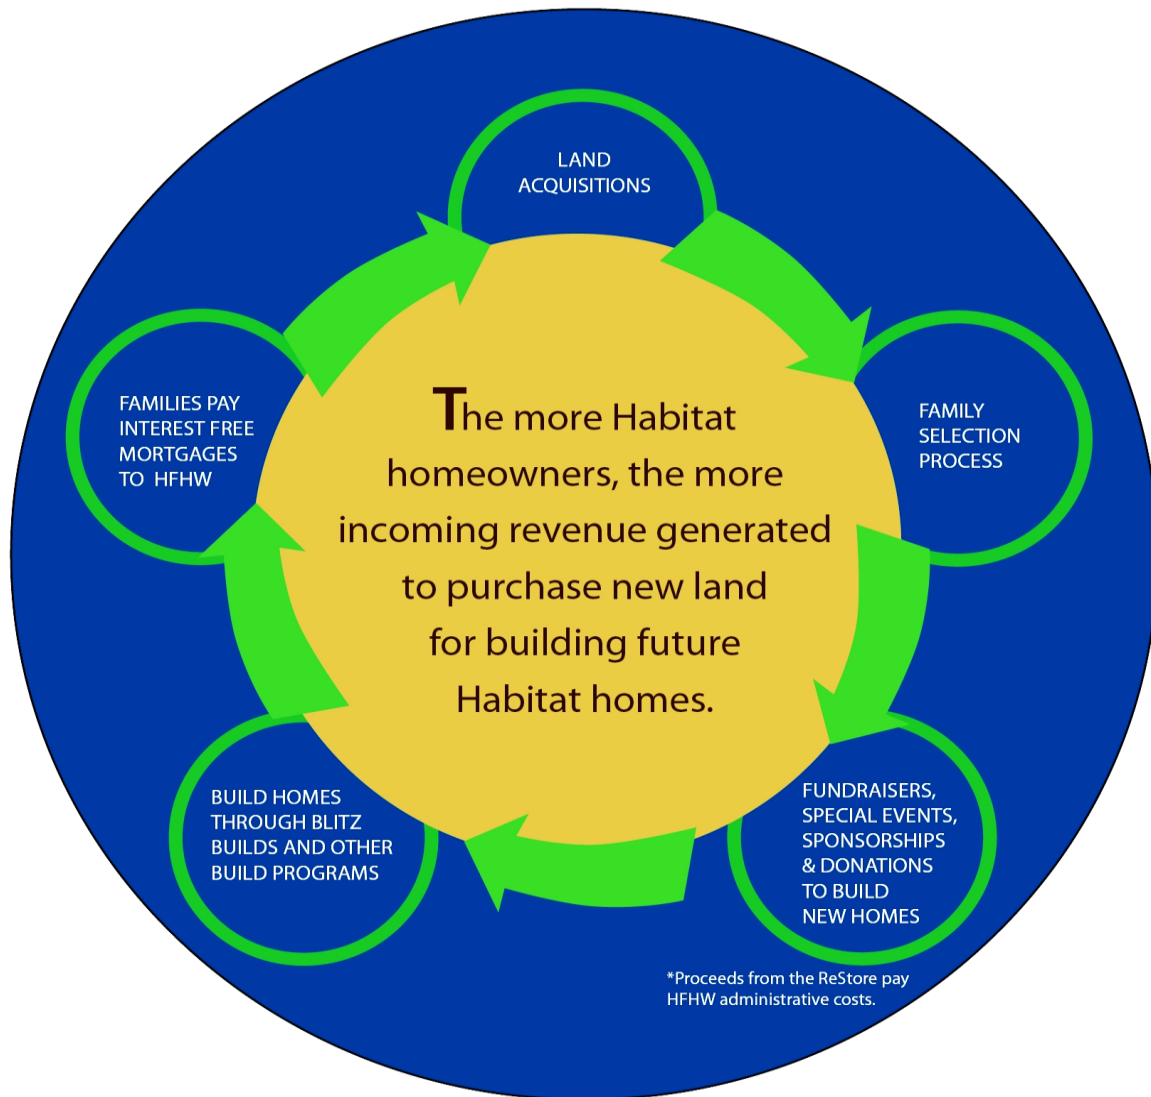 LAND
ACQUISITIONS
FAMILIES PAY
INTEREST FREE
MORTGAGES
TO HFHW
FAMILY
SELECTION
PROCESS
The more Habitat
homeowners, the more
incoming revenue generated
to purchase new land
for building future
Habitat homes.
BUILD HOMES
THROUGH BLITZ
BUILDS AND OTHER
BUILD PROGRAMS
FUNDRAISERS,
SPECIAL EVENTS,
SPONSORSHIPS
& DONATIONS
TO BUILD
NEW HOMES
*Proceeds from the ReStore pay
HFHW administrative costs.